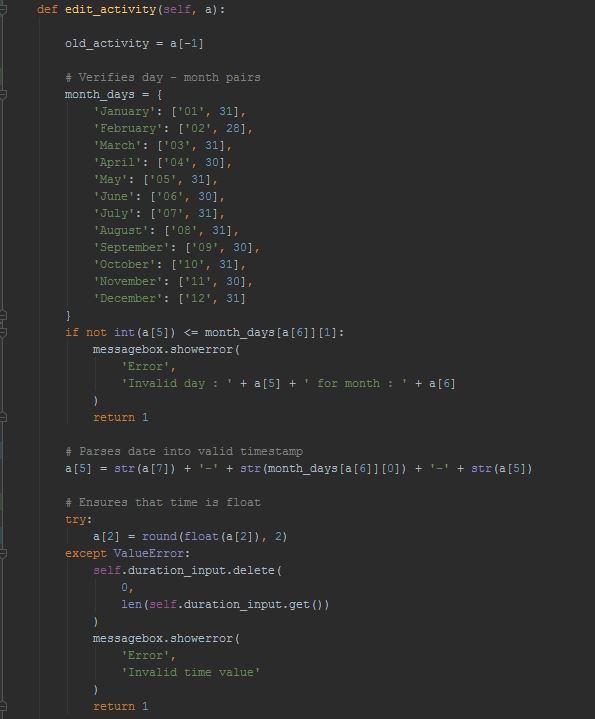 def edit_activity(self, a):
old_activity = a[-1]
# Verifies day - month pairs
month_days = {
'January': ['01', 31],
'February': ['02', 28],
'March': ['03', 31],
'April': ['04', 30],
'May': ['05', 31],
'June': ['06', 30],
'July': ['07', 31],
'August': ['08', 31],
'September': ['09', 30],
'October': ['10', 31],
'November': ['11', 30],
'December': ['12', 31]
}
if not int(a[5]) <= month_days[a[6]][1]:
messagebox.showerror(
'Error',
'Invalid day : ' + a[5] + ' for month : ' + a[6]
)
return 1
# Parses date into valid timestamp
a[5] = str(a[7]) + '-' + str(month_days[a[6]][0]) + '-' + str(a[5])
# Ensures that time is float
try:
a[2] = round(float(a[2]), 2)
except ValueError:
self.duration_input.delete(
0,
len(self.duration_input.get())
)
messagebox.showerror(
'Error',
'Invalid time value'
)
return 1